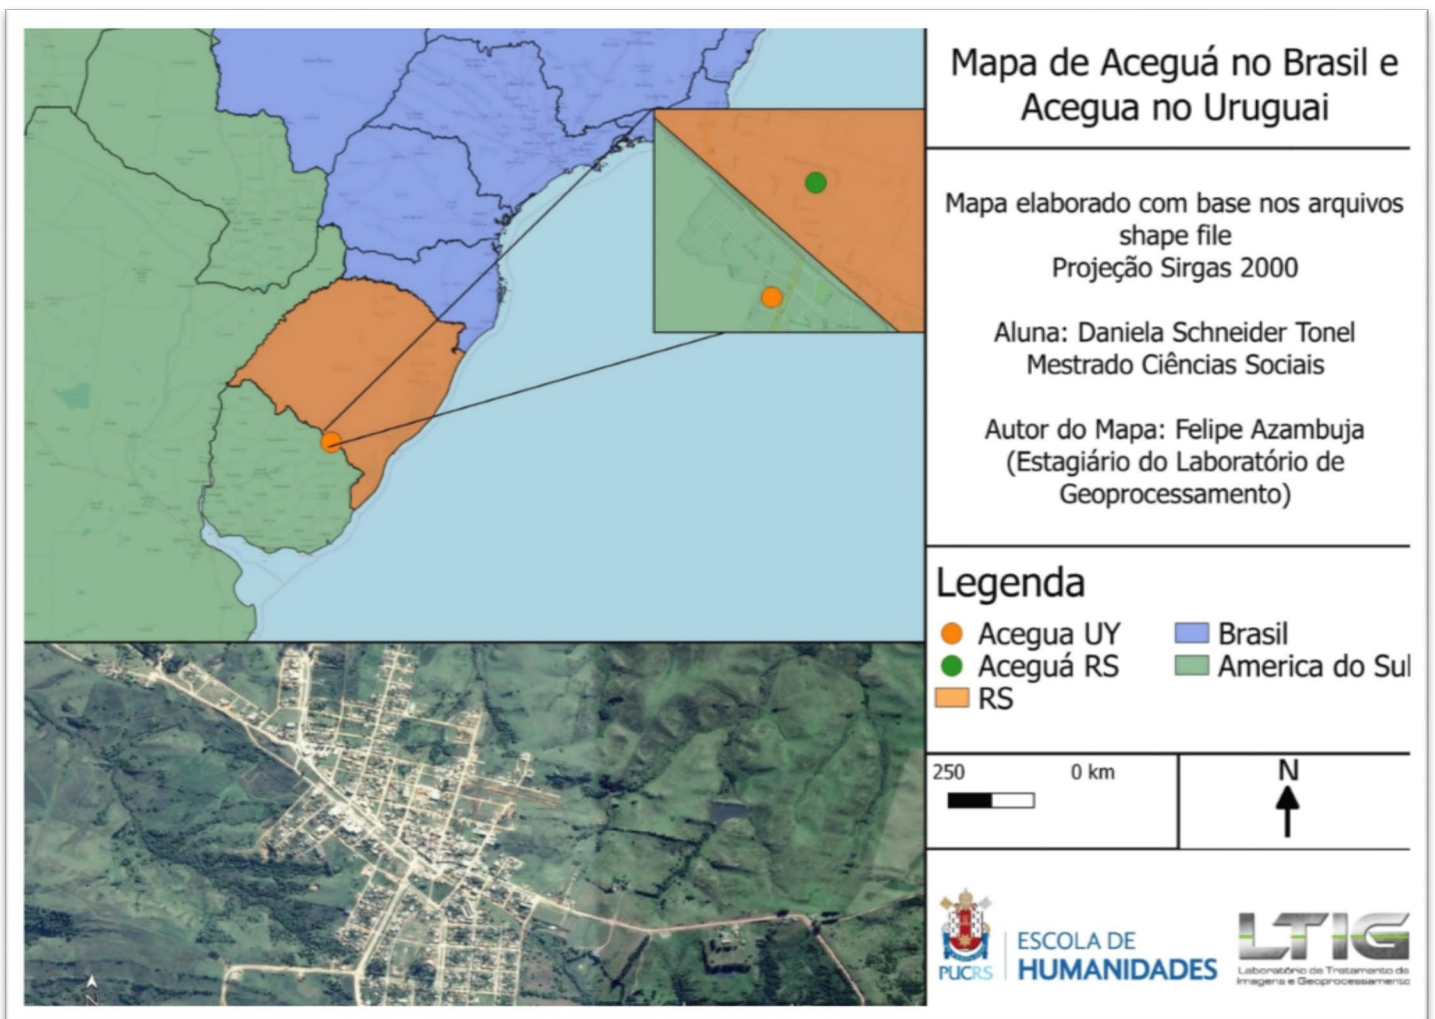 Mapa de Aceguá no Brasil e
Acegua no Uruguai
Mapa elaborado com base nos arquivos
shape file
Projeção Sirgas 2000
Aluna: Daniela Schneider Tonel
Mestrado Ciências Sociais
Autor do Mapa: Felipe Azambuja
(Estagiário do Laboratório de
Geoprocessamento)
Legenda
Acegua UY
Aceguá RS
RS
Brasil
America do Sul
250 0 km
N
PUCRS
ESCOLA DE
HUMANIDADES
LTIG
Laboratório de Tratamento de
Imagens e Geoprocessamento
N